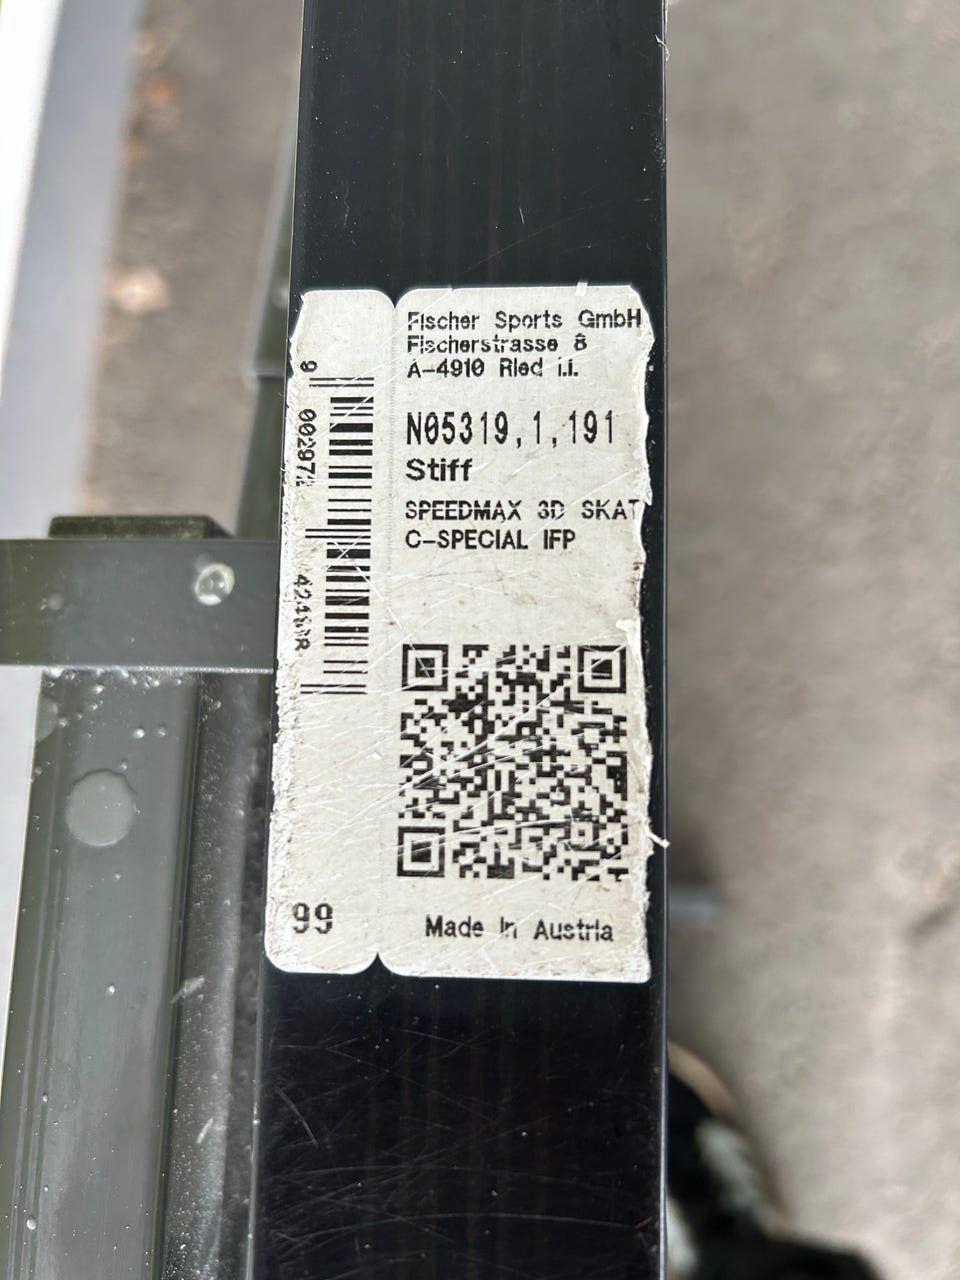 Fischer Sports GmbH
Fischerstrasse 8
A-4910 Ried i.I.
N05319,1,191
Stiff
SPEEDMAX 3D SKAT
C-SPECIAL IFP
Made In Austria
9
99